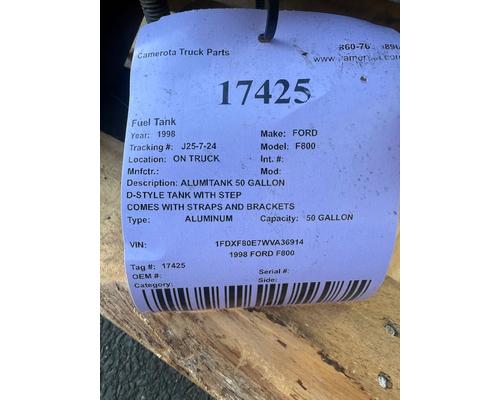 Camerota Truck Parts
17425
Fuel Tank
Year: 1998 Make: FORD
Tracking #: J25-7-24 Model: F800
Location: ON TRUCK Int. #:
Mnfctr.: Mod:
Description: ALUMITANK 50 GALLON
D-STYLE TANK WITH STEP
COMES WITH STRAPS AND BRACKETS
Type: ALUMINUM Capacity: 50 GALLON
VIN: 1FDXF80E7WVA36914
1998 FORD F800
Tag #: 17425 Serial #:
OEM #: Side:
Category: